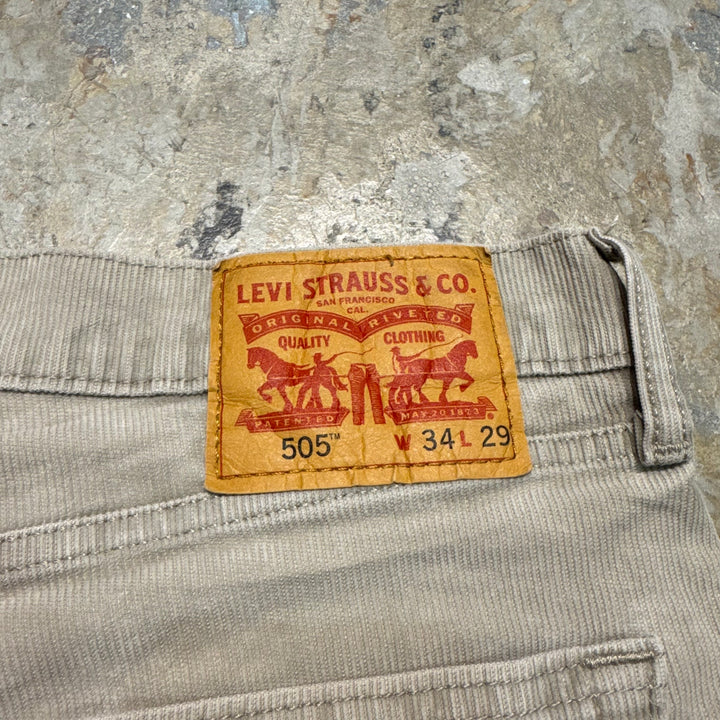 LEVI STRAUSS & CO.
SAN FRANCISCO
CAL.
ORIGINAL RIVETED
QUALITY CLOTHING
PATENTED MAY 20 1873
505™ W 34 L 29